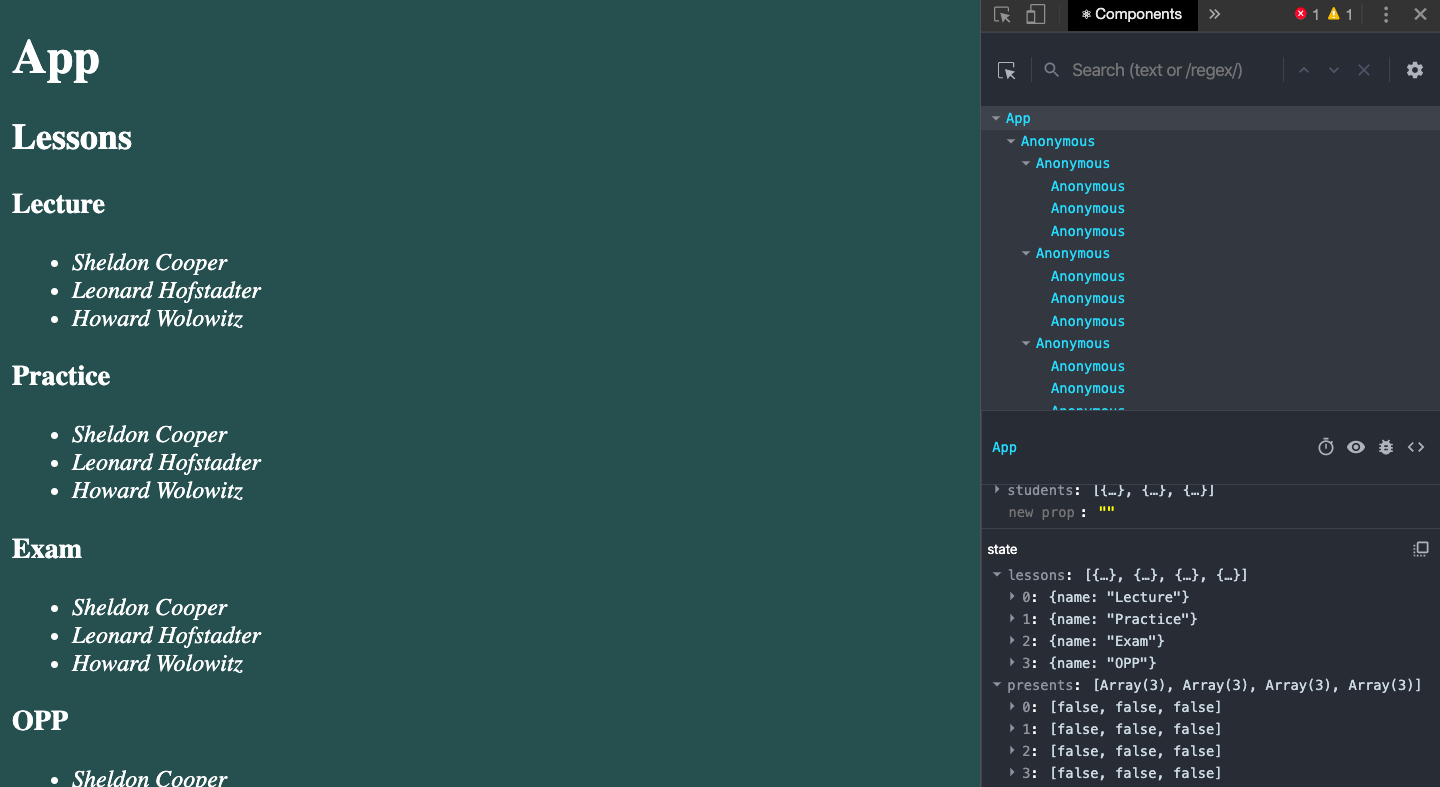 App
Lessons
Lecture
Sheldon Cooper
Leonard Hofstadter
Howard Wolowitz
Practice
Sheldon Cooper
Leonard Hofstadter
Howard Wolowitz
Exam
Sheldon Cooper
Leonard Hofstadter
Howard Wolowitz
OPP
Sheldon Cooper
⚛ Components » 1 1
Search (text or /regex/)
App
Anonymous
Anonymous
Anonymous
Anonymous
Anonymous
Anonymous
Anonymous
Anonymous
Anonymous
Anonymous
Anonymous
Anonymous
Anonymous
App
students: [{…}, {…}, {…}]
new prop : ""
state
lessons: [{…}, {…}, {…}, {…}]
0: {name: "Lecture"}
1: {name: "Practice"}
2: {name: "Exam"}
3: {name: "OPP"}
presents: [Array(3), Array(3), Array(3), Array(3)]
0: [false, false, false]
1: [false, false, false]
2: [false, false, false]
3: [false, false, false]